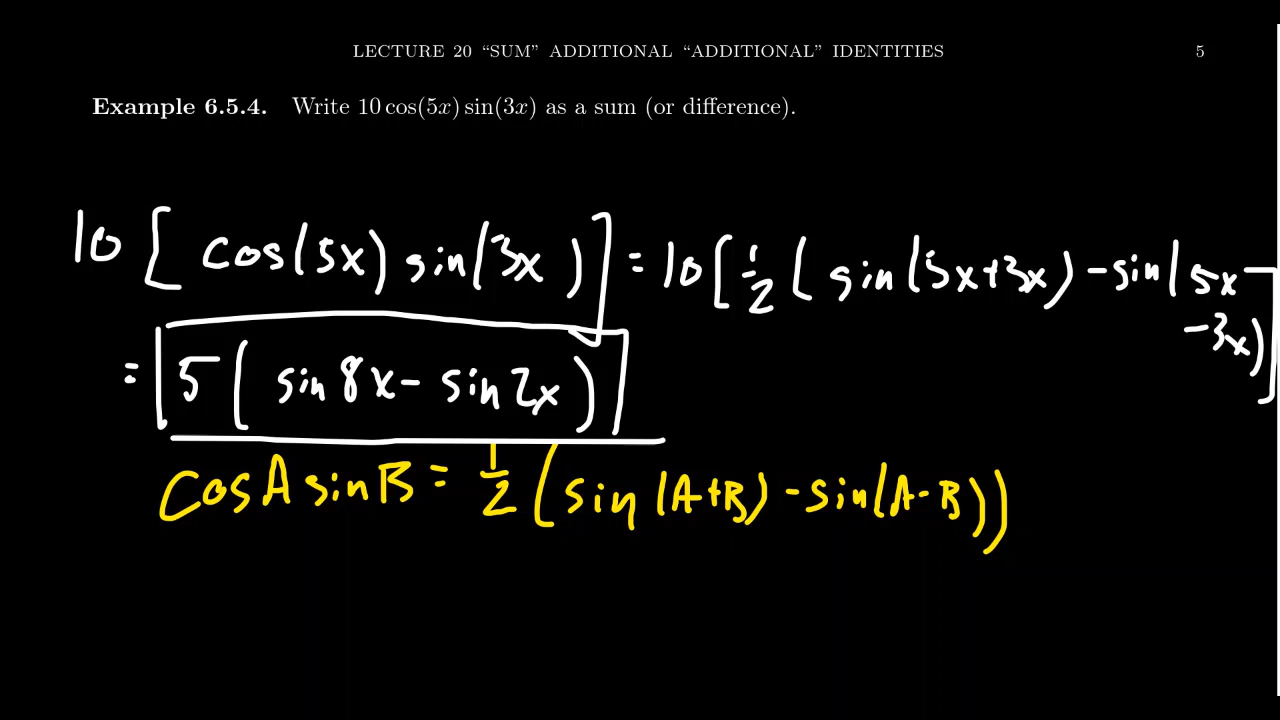 LECTURE 20 “SUM” ADDITIONAL “ADDITIONAL” IDENTITIES 5
Example 6.5.4. Write 10 cos(5x) sin(3x) as a sum (or difference).
10 [ cos(5x) sin(3x) ] = 10 [ 1/2 ( sin(5x+3x) - sin(5x
-3x) ) ]
= 5 ( sin 8x - sin 2x )
cos A sin B = 1/2 ( sin (A+B) - sin(A-B) )